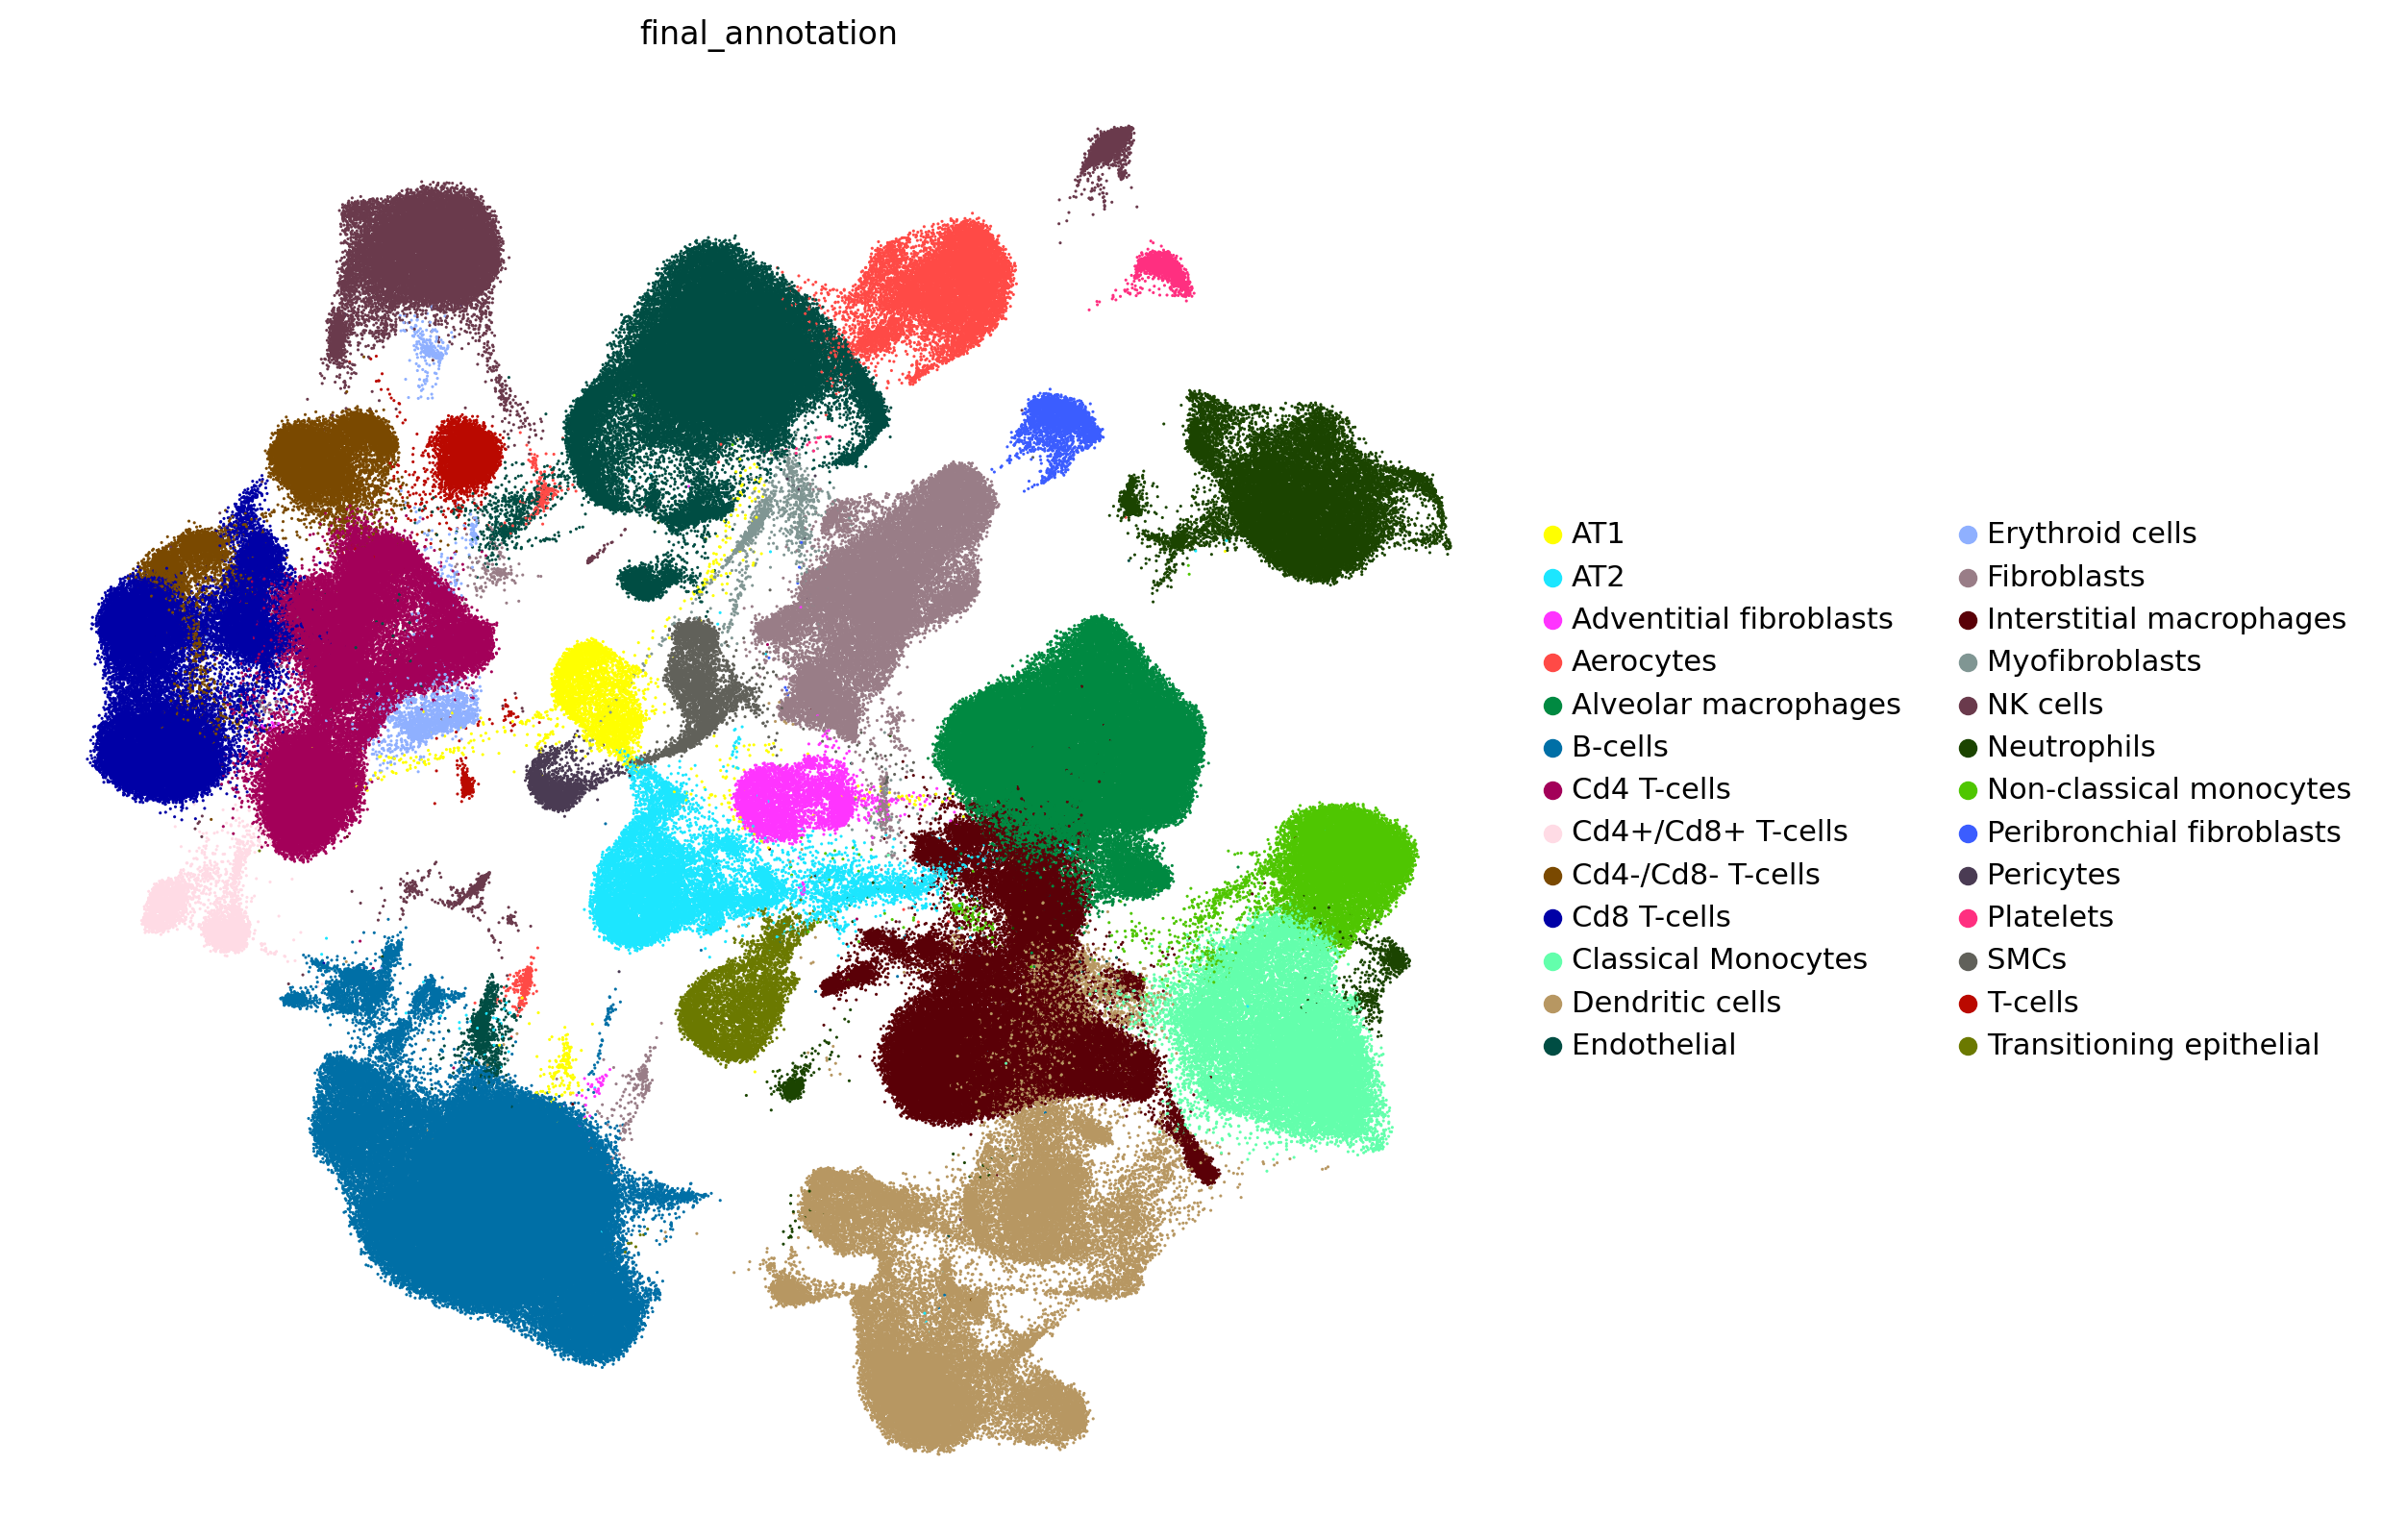 final_annotation
AT1
AT2
Adventitial fibroblasts
Aerocytes
Alveolar macrophages
B-cells
Cd4 T-cells
Cd4+/Cd8+ T-cells
Cd4-/Cd8- T-cells
Cd8 T-cells
Classical Monocytes
Dendritic cells
Endothelial
Erythroid cells
Fibroblasts
Interstitial macrophages
Myofibroblasts
NK cells
Neutrophils
Non-classical monocytes
Peribronchial fibroblasts
Pericytes
Platelets
SMCs
T-cells
Transitioning epithelial